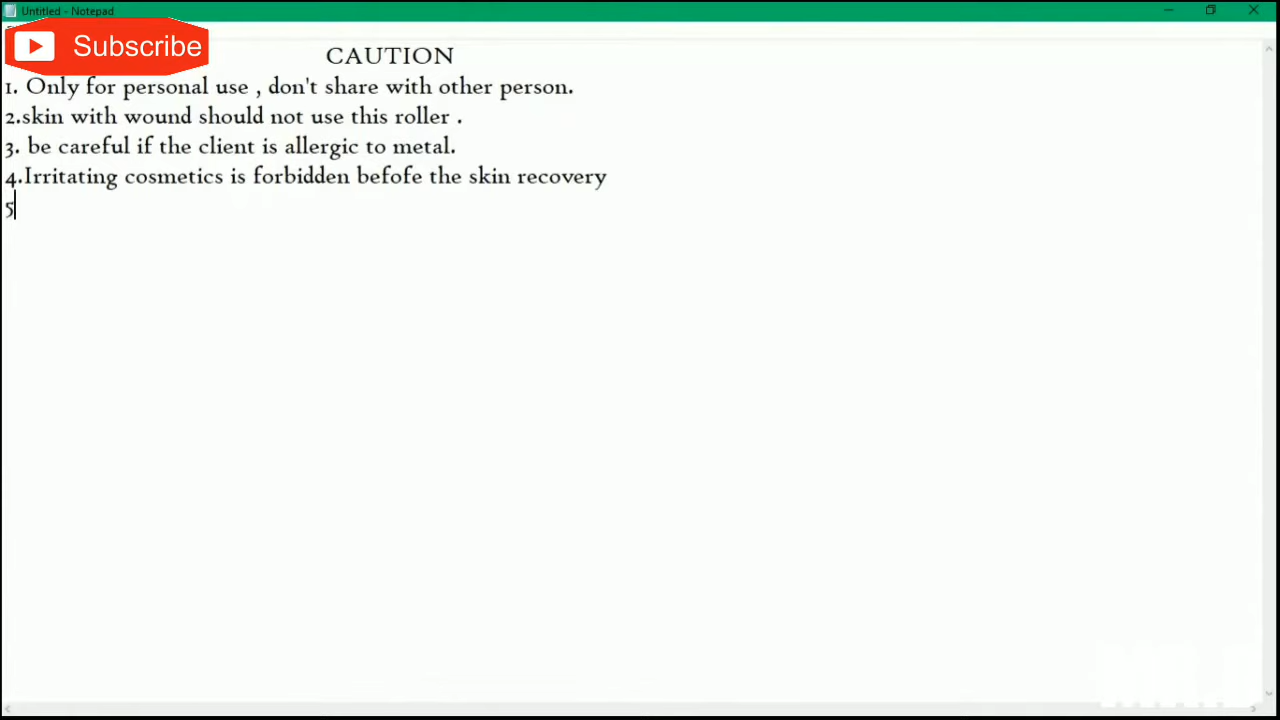 Untitled - Notepad
Subscribe
CAUTION
1. Only for personal use , don't share with other person.
2.skin with wound should not use this roller .
3. be careful if the client is allergic to metal.
4.Irritating cosmetics is forbidden befofe the skin recovery
5